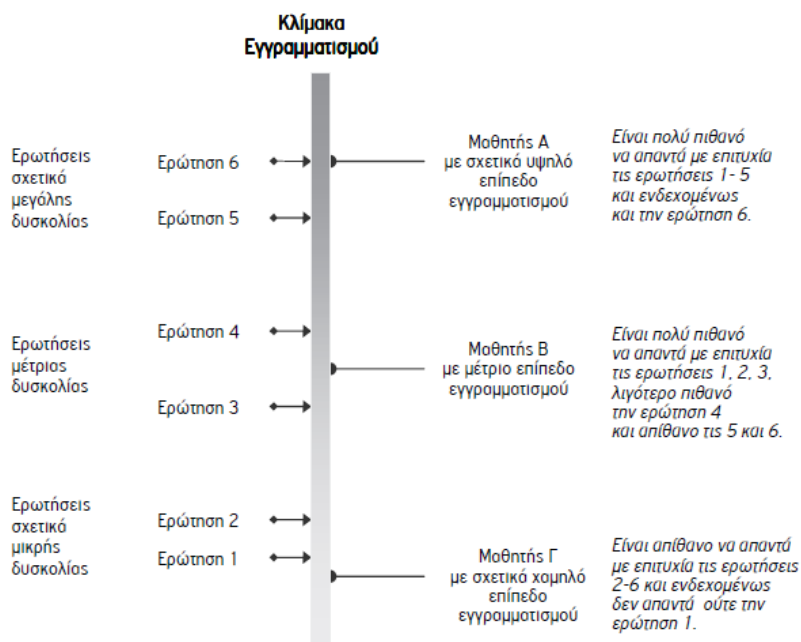 Κλίμακα
Εγγραμματισμού
Ερωτήσεις
σχετικά
μεγάλης
δυσκολίας
Ερώτηση 6
Ερώτηση 5
Μαθητής Α
με σχετικά υψηλό
επίπεδο
εγγραμματισμού
Είναι πολύ πιθανό
να απαντά με επιτυχία
τις ερωτήσεις 1- 5
και ενδεχομένως
και την ερώτηση 6.
Ερωτήσεις
μέτριας
δυσκολίας
Ερώτηση 4
Ερώτηση 3
Μαθητής Β
με μέτριο επίπεδο
εγγραμματισμού
Είναι πολύ πιθανό
να απαντά με επιτυχία
τις ερωτήσεις 1, 2, 3,
λιγότερο πιθανό
την ερώτηση 4
και απίθανο τις 5 και 6.
Ερωτήσεις
σχετικά
μικρής
δυσκολίας
Ερώτηση 2
Ερώτηση 1
Μαθητής Γ
με σχετικά χαμηλό
επίπεδο
εγγραμματισμού
Είναι απίθανο να απαντά
με επιτυχία τις ερωτήσεις
2-6 και ενδεχομένως
δεν απαντά ούτε την
ερώτηση 1.